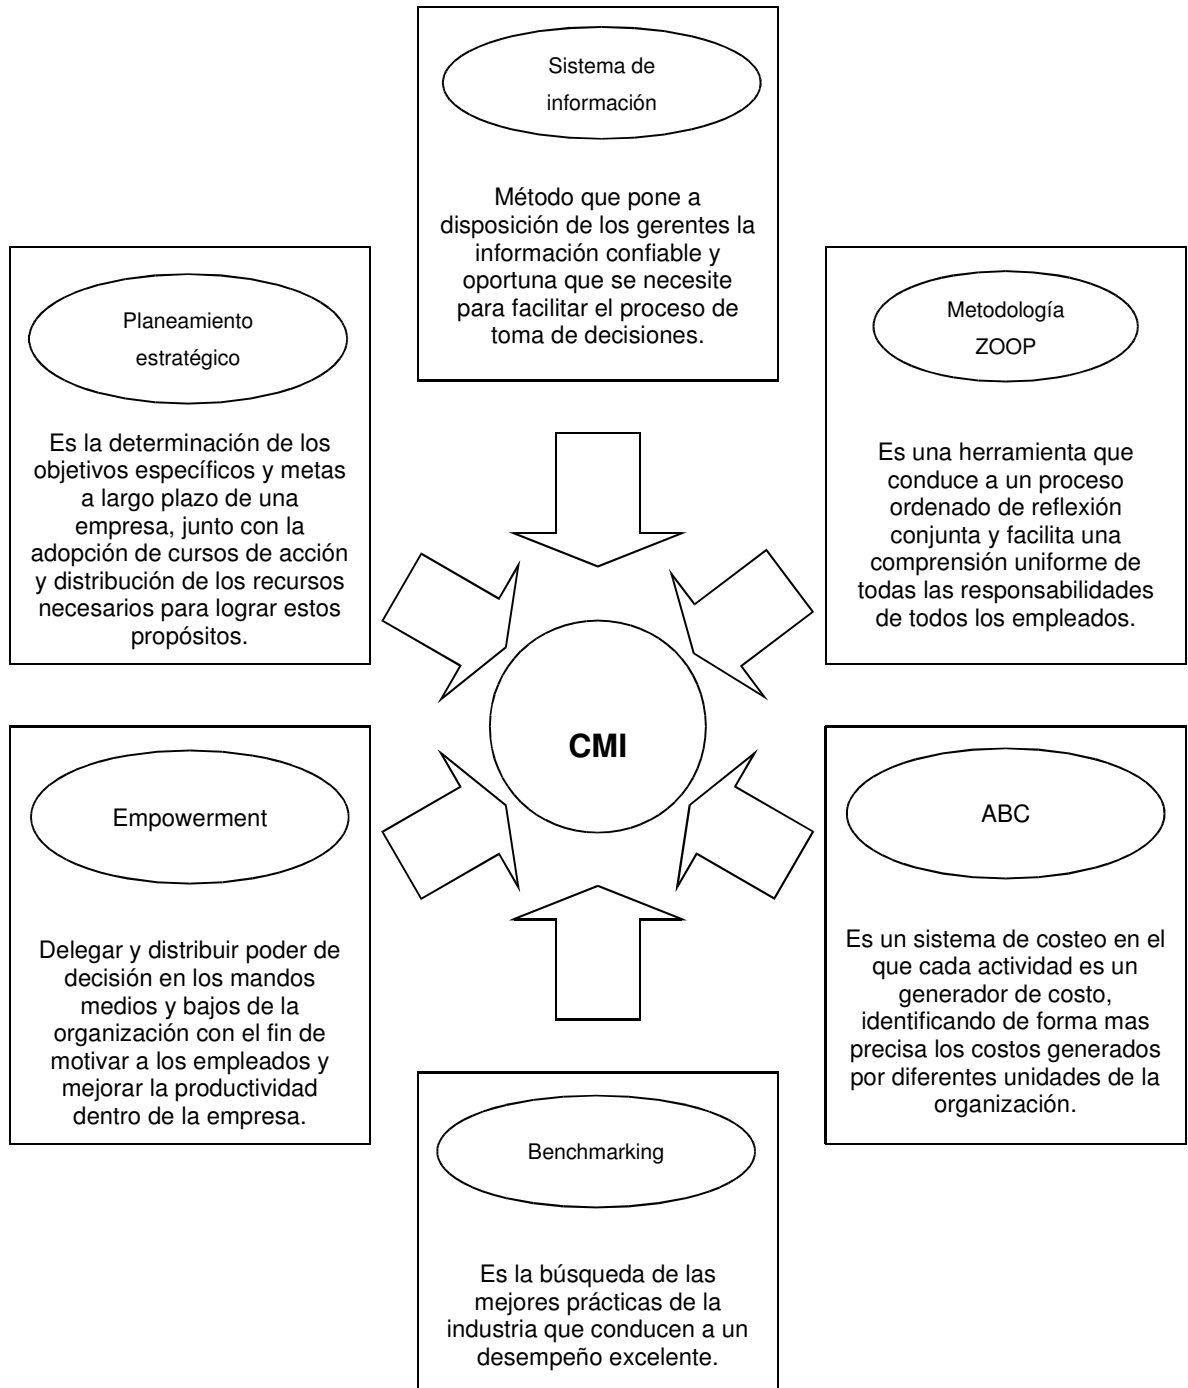 Sistema de
información
Método que pone a
disposición de los gerentes la
información confiable y
oportuna que se necesite
para facilitar el proceso de
toma de decisiones.
Planeamiento
estratégico
Es la determinación de los
objetivos específicos y metas
a largo plazo de una
empresa, junto con la
adopción de cursos de acción
y distribución de los recursos
necesarios para lograr estos
propósitos.
Metodología
ZOOP
Es una herramienta que
conduce a un proceso
ordenado de reflexión
conjunta y facilita una
comprensión uniforme de
todas las responsabilidades
de todos los empleados.
CMI
Empowerment
Delegar y distribuir poder de
decisión en los mandos
medios y bajos de la
organización con el fin de
motivar a los empleados y
mejorar la productividad
dentro de la empresa.
ABC
Es un sistema de costeo en el
que cada actividad es un
generador de costo,
identificando de forma mas
precisa los costos generados
por diferentes unidades de la
organización.
Benchmarking
Es la búsqueda de las
mejores prácticas de la
industria que conducen a un
desempeño excelente.